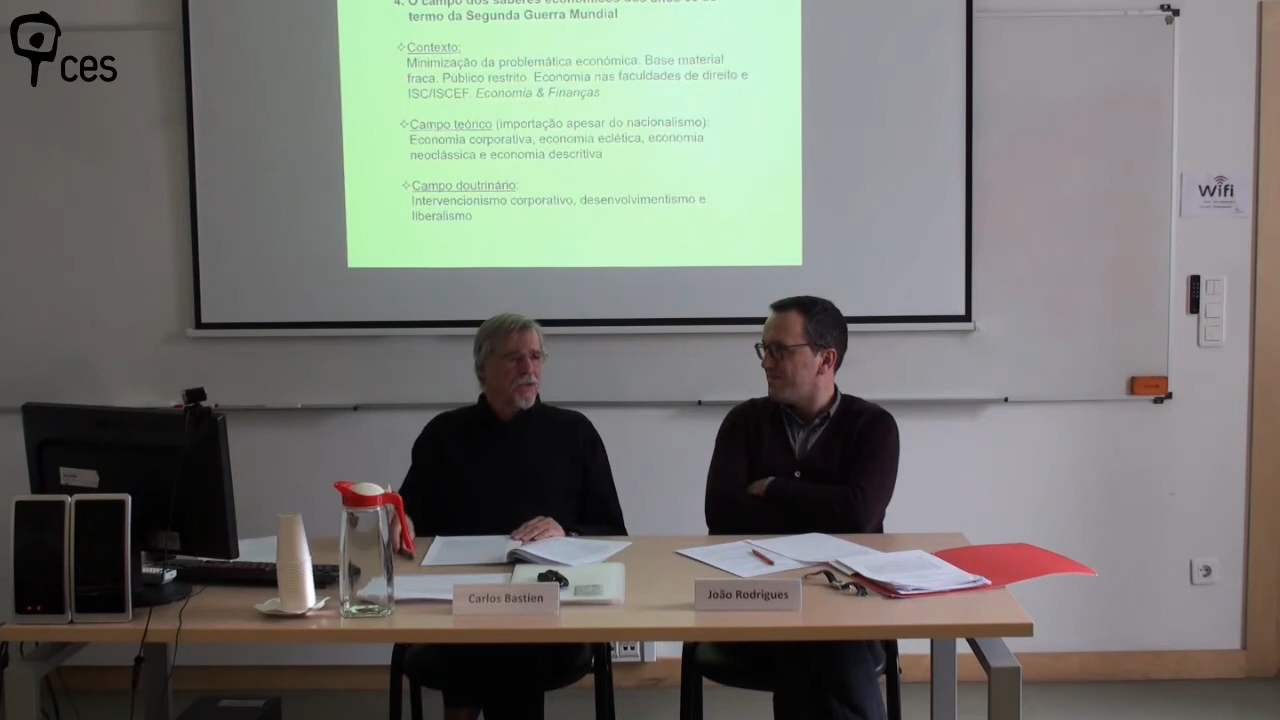 ces
4. O campo dos saberes económicos dos anos
termo da Segunda Guerra Mundial
Contexto:
Minimização da problemática económica. Base material
fraca. Público restrito. Economia nas faculdades de direito e
ISC/ISCEF. Economia & Finanças
Campo teórico (importação apesar do nacionalismo):
Economia corporativa, economia eclética, economia
neoclássica e economia descritiva
Campo doutrinário:
Intervencionismo corporativo, desenvolvimentismo e
liberalismo
Wifi
Carlos Bastien
João Rodrigues